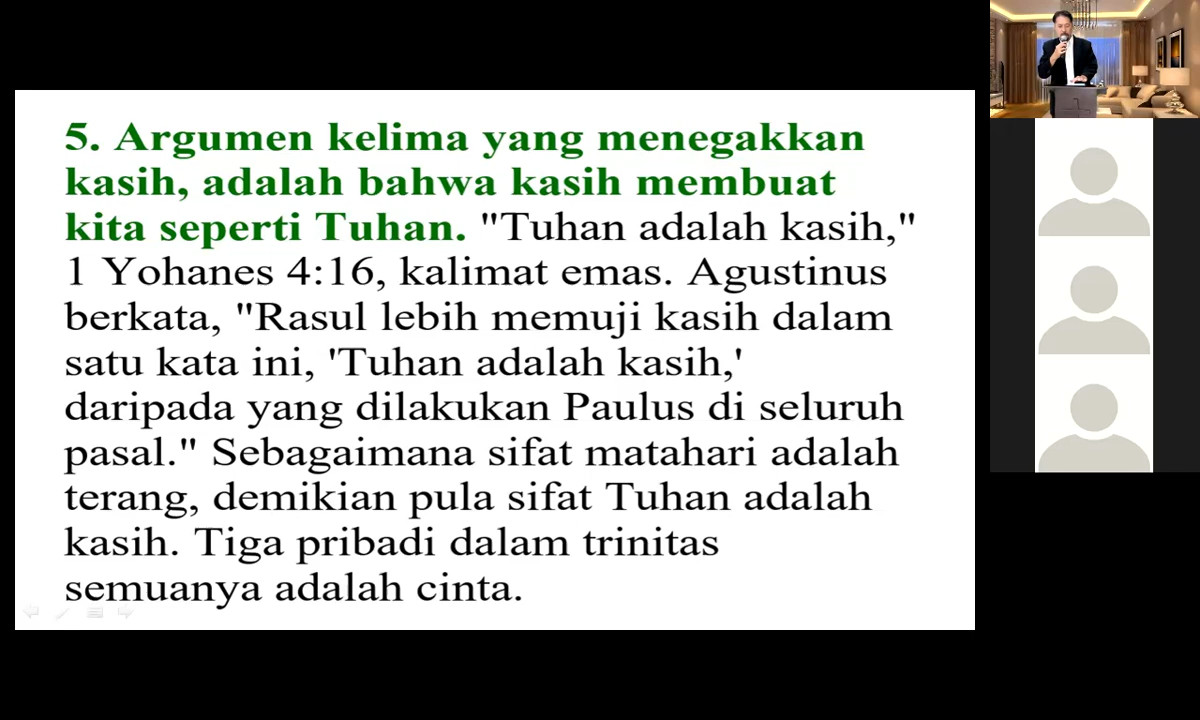 5. Argumen kelima yang menegakkan
kasih, adalah bahwa kasih membuat
kita seperti Tuhan. "Tuhan adalah kasih,"
1 Yohanes 4:16, kalimat emas. Agustinus
berkata, "Rasul lebih memuji kasih dalam
satu kata ini, 'Tuhan adalah kasih,'
daripada yang dilakukan Paulus di seluruh
pasal." Sebagaimana sifat matahari adalah
terang, demikian pula sifat Tuhan adalah
kasih. Tiga pribadi dalam trinitas
semuanya adalah cinta.